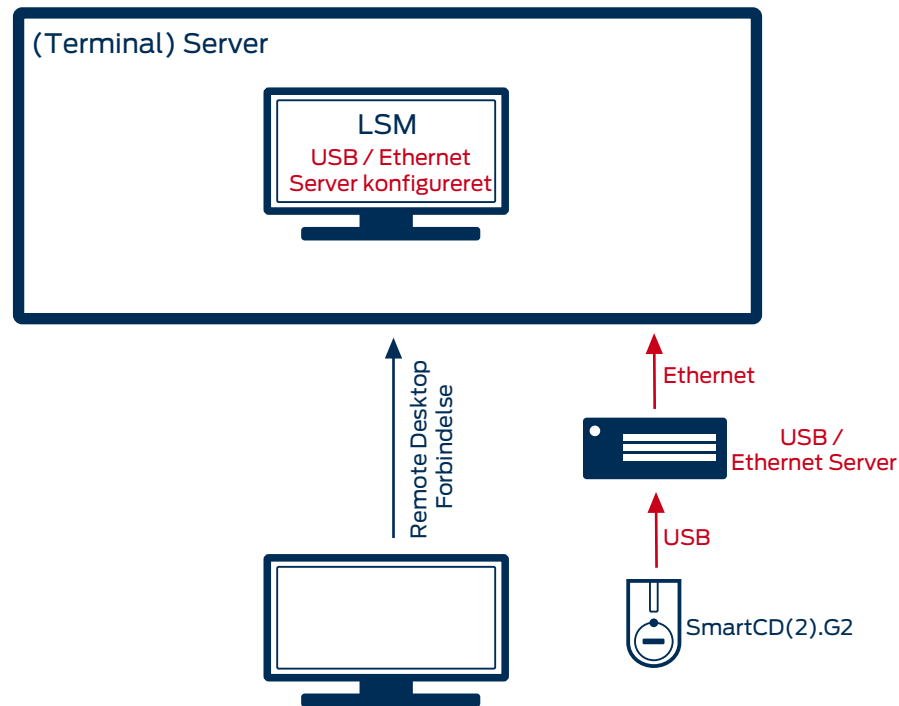 (Terminal) Server
LSM
USB / Ethernet
Server konfigureret
Remote Desktop
Forbindelse
Ethernet
USB /
Ethernet Server
USB
SmartCD(2).G2